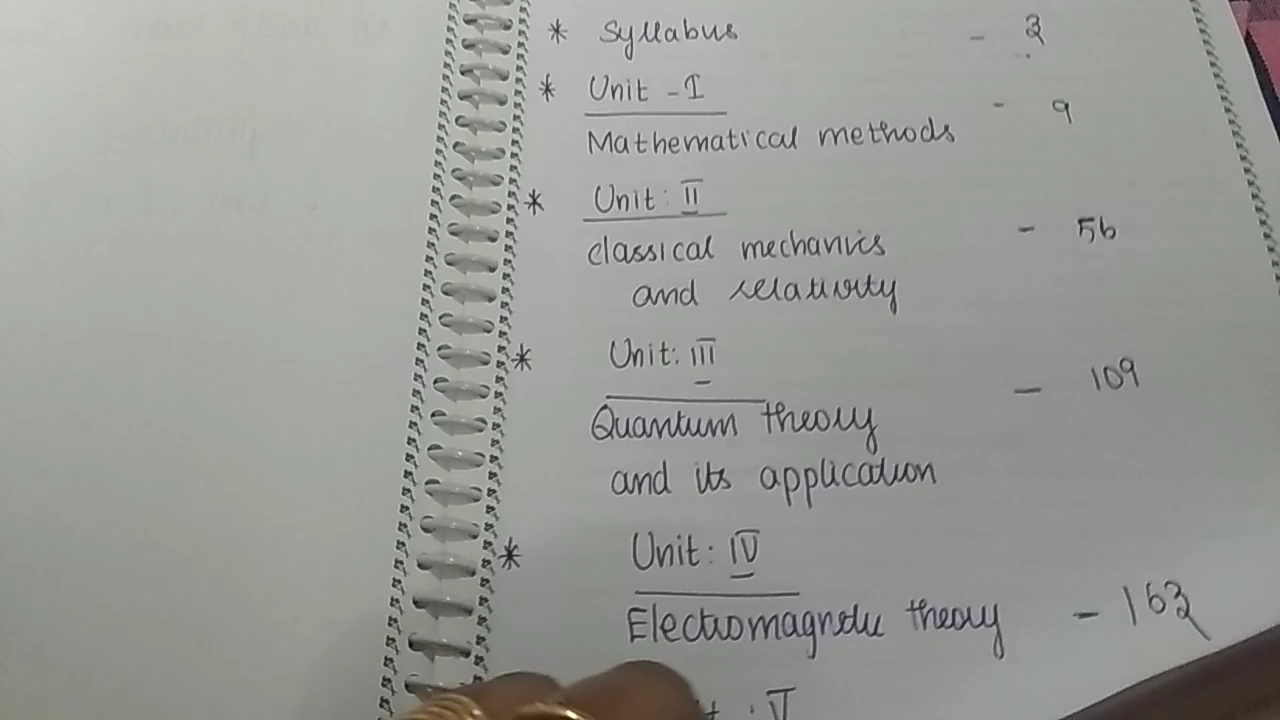 * Syllabus - 3
* Unit - I - 9
Mathematical methods
* Unit: II
classical mechanics - 56
and relativity
* Unit: III
- 109
Quantum theory
and its application
* Unit: IV
Electromagnetic theory - 163
: V